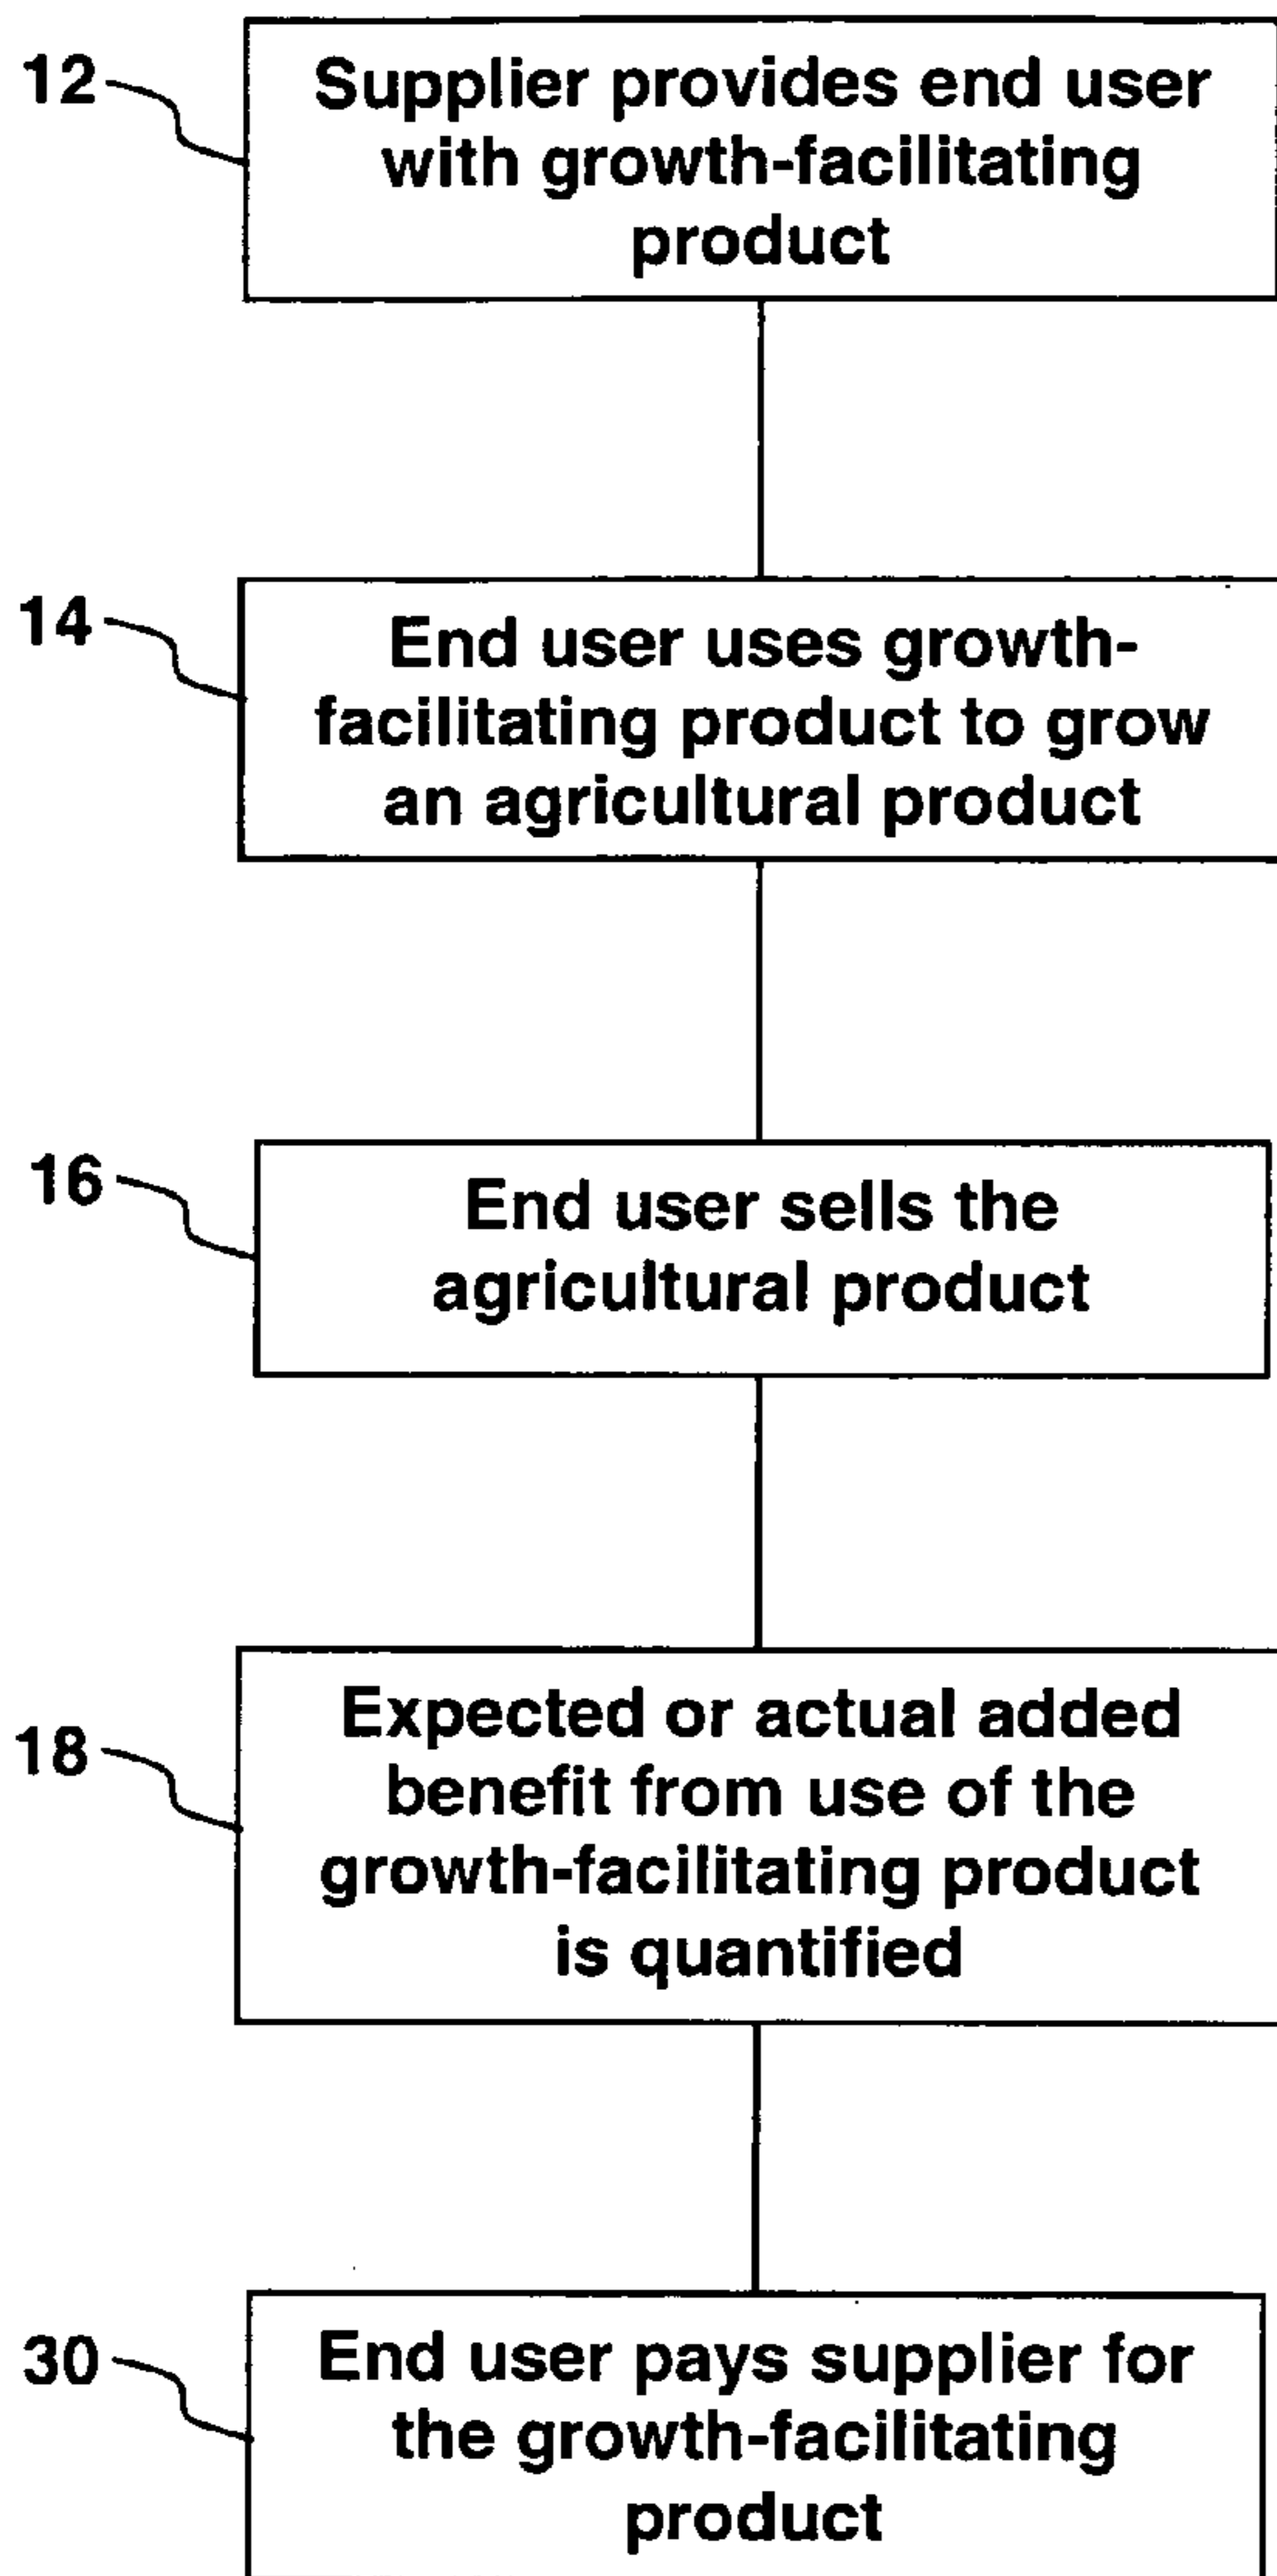 12
Supplier provides end user
with growth-facilitating
product
14
End user uses growth-
facilitating product to grow
an agricultural product
16
End user sells the
agricultural product
18
Expected or actual added
benefit from use of the
growth-facilitating product
is quantified
30
End user pays supplier for
the growth-facilitating
product